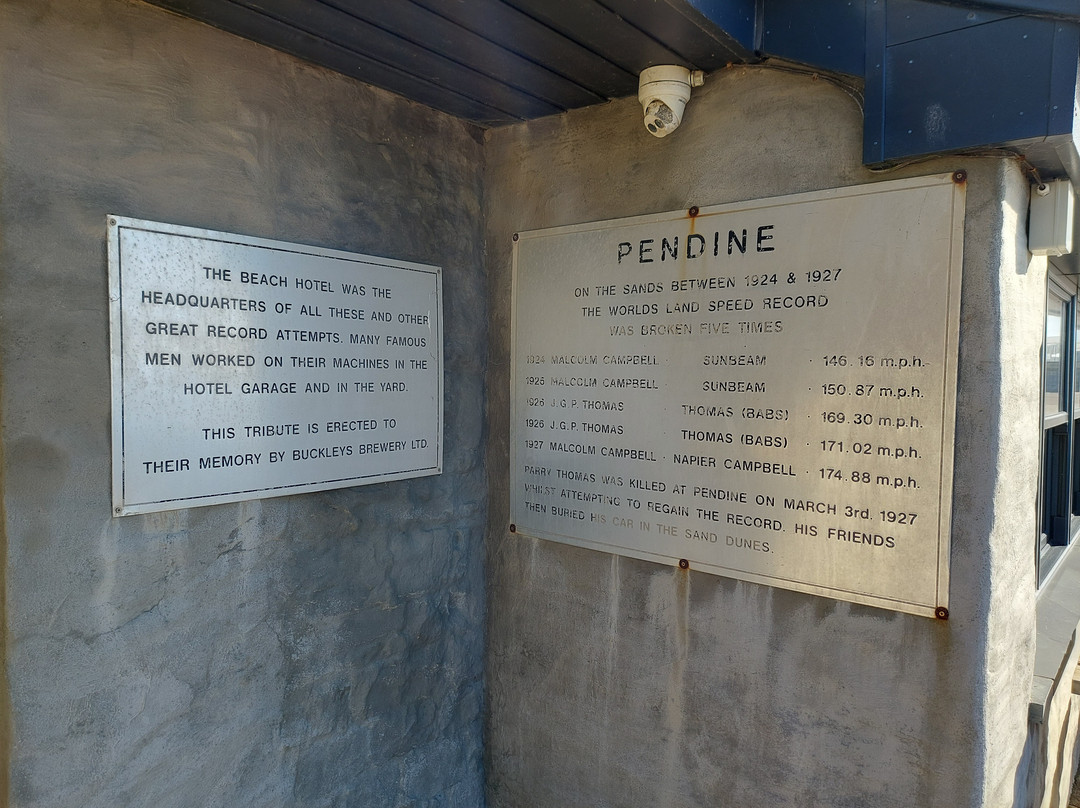 THE BEACH HOTEL WAS THE
HEADQUARTERS OF ALL THESE AND OTHER
GREAT RECORD ATTEMPTS. MANY FAMOUS
MEN WORKED ON THEIR MACHINES IN THE
HOTEL GARAGE AND IN THE YARD.
THIS TRIBUTE IS ERECTED TO
THEIR MEMORY BY BUCKLEYS BREWERY LTD.
PENDINE
ON THE SANDS BETWEEN 1924 & 1927
THE WORLDS LAND SPEED RECORD
WAS BROKEN FIVE TIMES
1924 MALCOLM CAMPBELL · SUNBEAM · 146.16 m.p.h.
1925 MALCOLM CAMPBELL · SUNBEAM · 150.87 m.p.h.
1926 J.G.P. THOMAS · THOMAS (BABS) · 169.30 m.p.h.
1926 J.G.P. THOMAS · THOMAS (BABS) · 171.02 m.p.h.
1927 MALCOLM CAMPBELL · NAPIER CAMPBELL · 174.88 m.p.h.
PARRY THOMAS WAS KILLED AT PENDINE ON MARCH 3rd. 1927
WHILST ATTEMPTING TO REGAIN THE RECORD. HIS FRIENDS
THEN BURIED HIS CAR IN THE SAND DUNES.